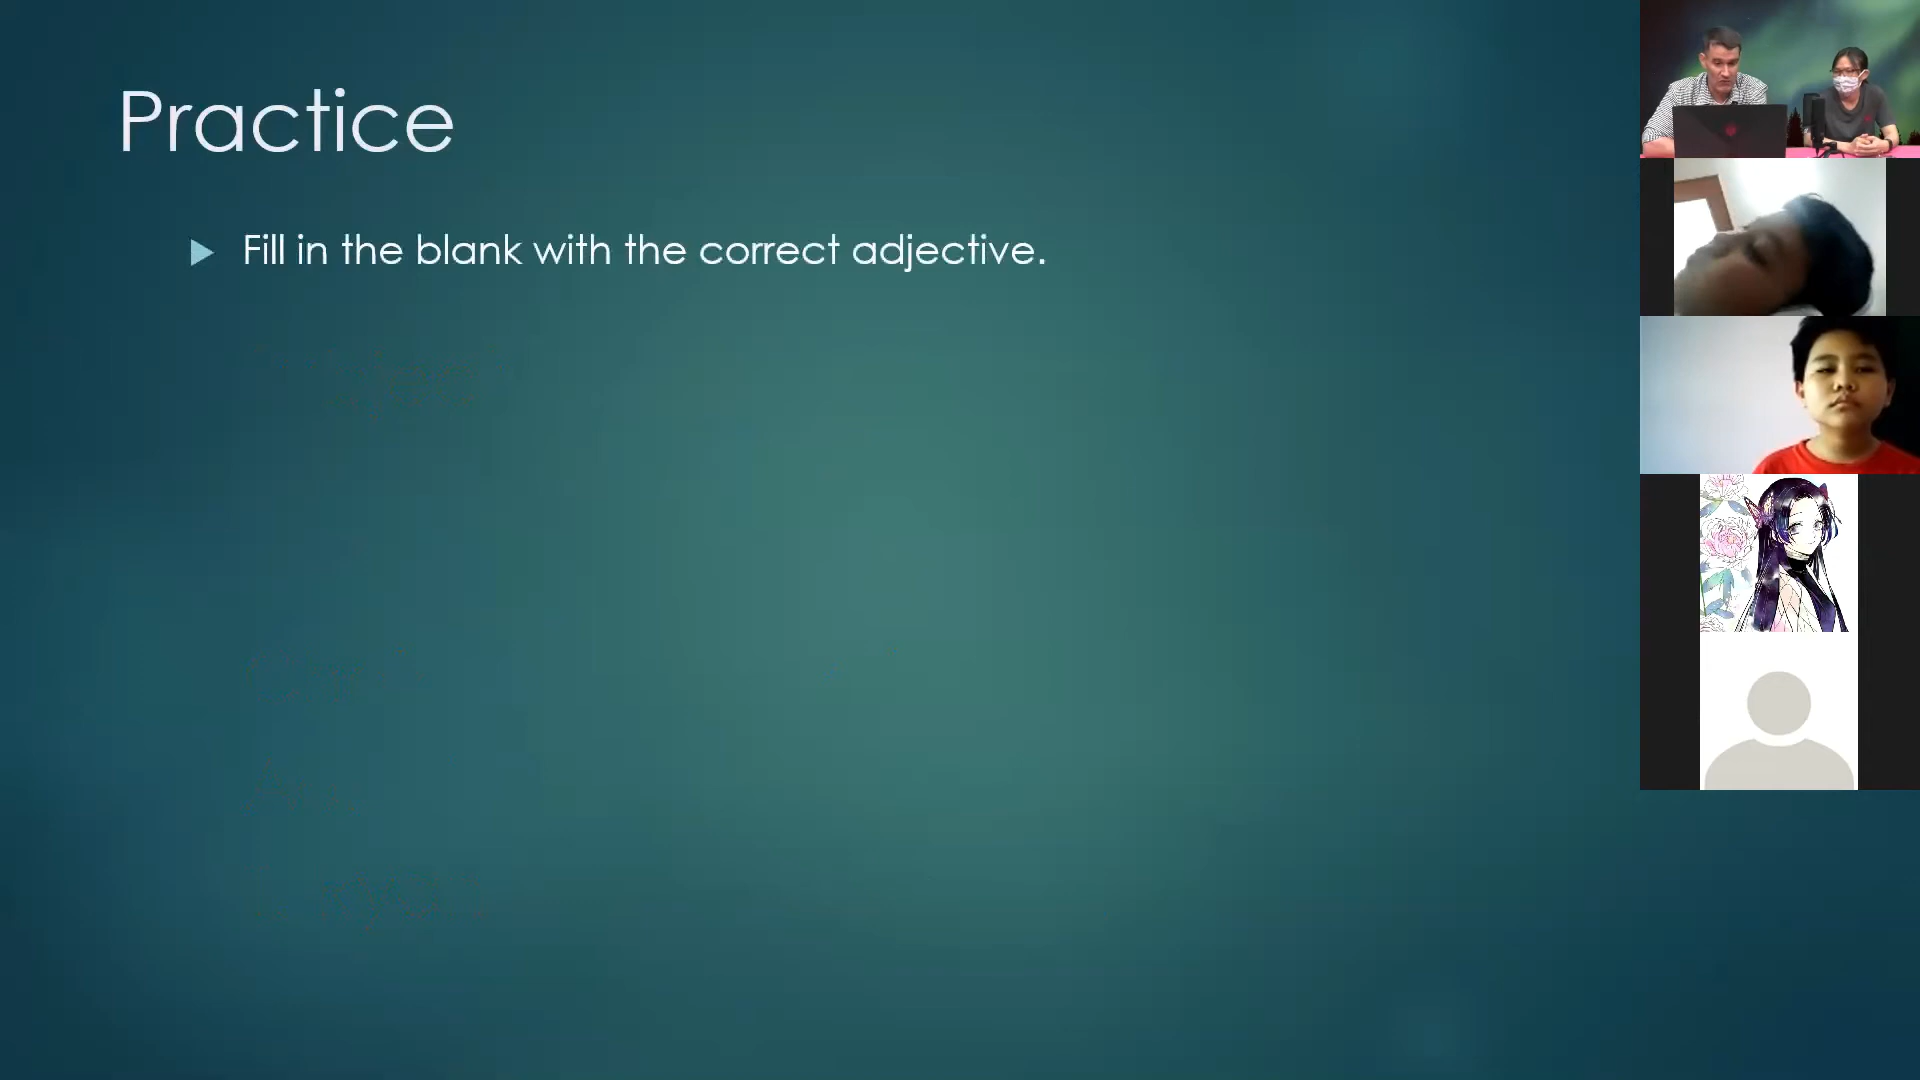 Practice
Fill in the blank with the correct adjective.